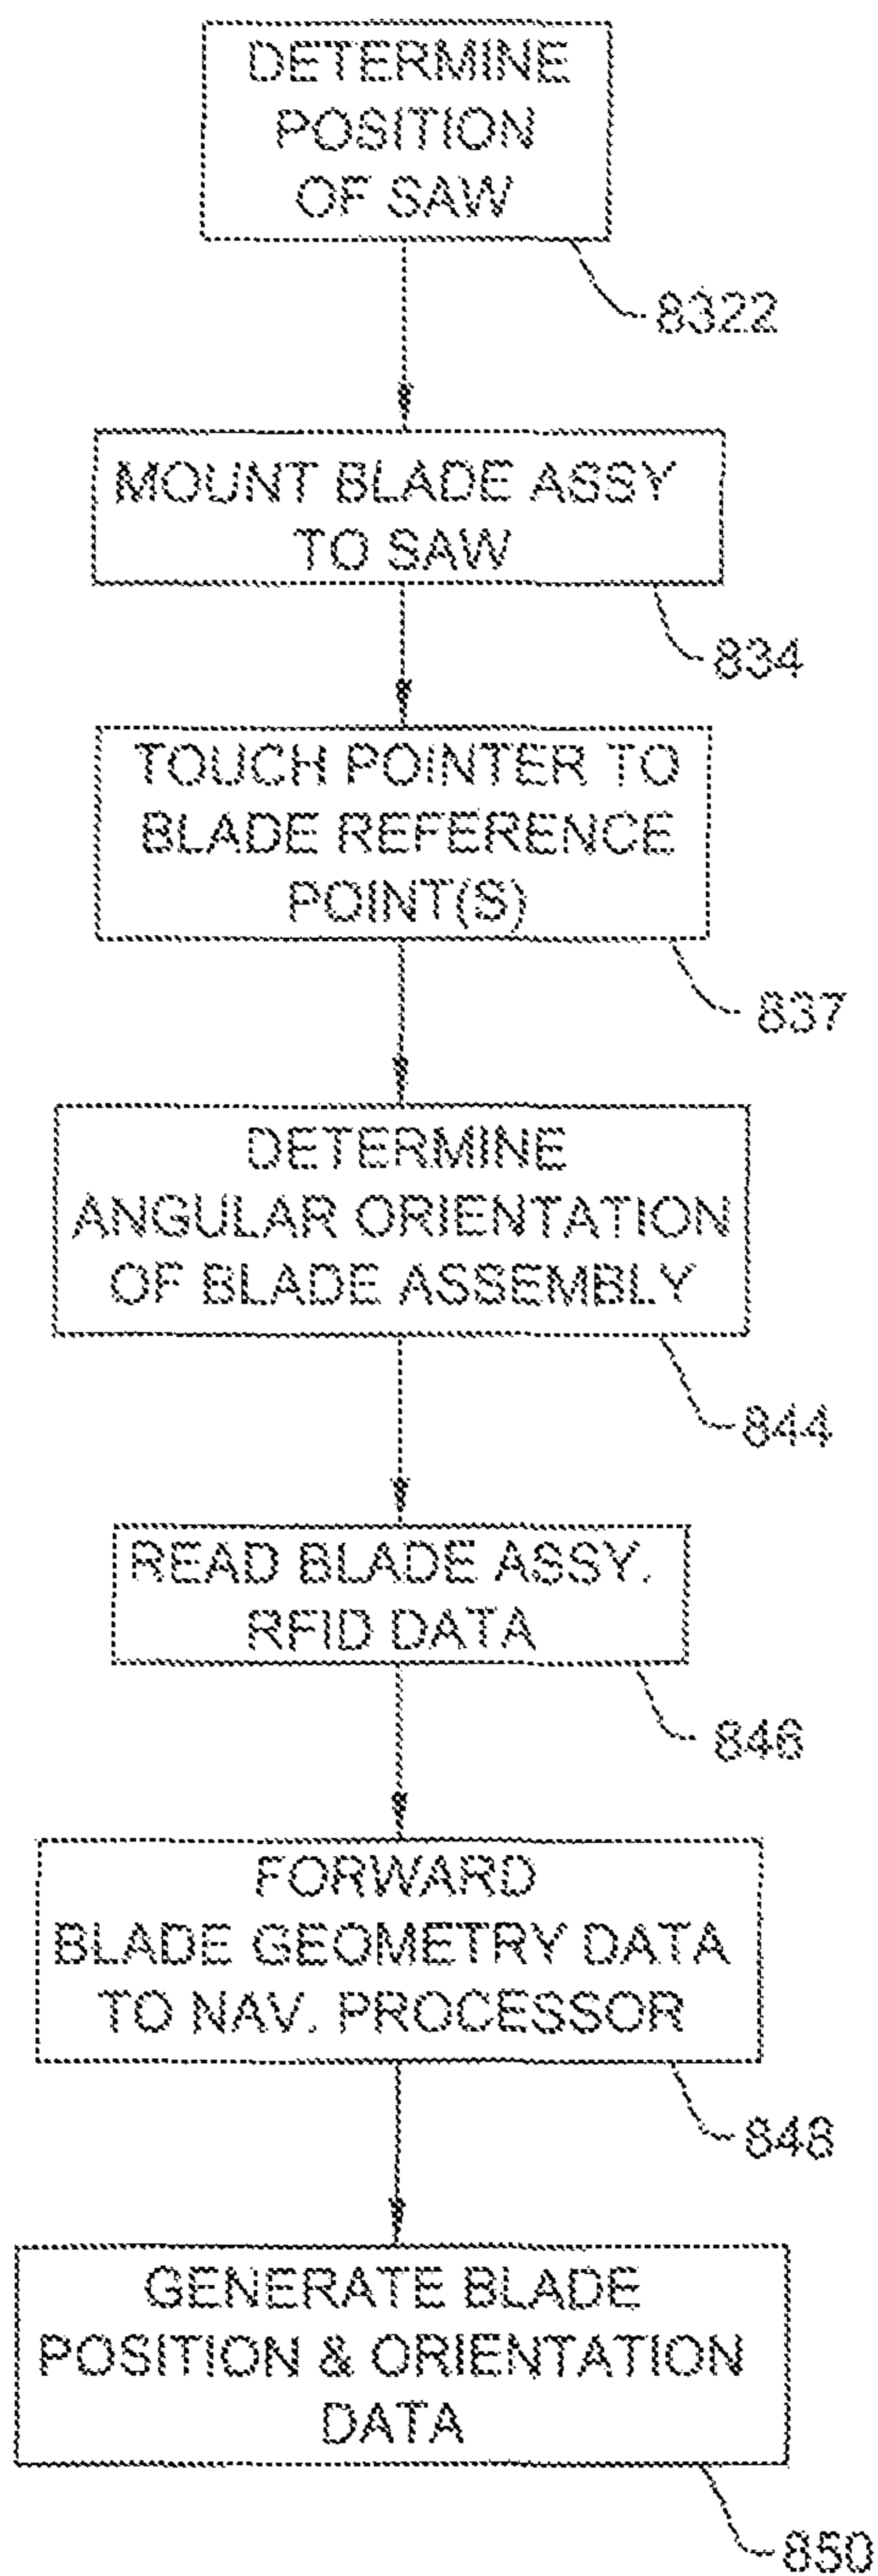 DETERMINE
POSITION
OF SAW
8322
MOUNT BLADE ASSY
TO SAW
834
TOUCH POINTER TO
BLADE REFERENCE
POINT(S)
837
DETERMINE
ANGULAR ORIENTATION
OF BLADE ASSEMBLY
844
READ BLADE ASSY.
RFID DATA
846
FORWARD
BLADE GEOMETRY DATA
TO NAV. PROCESSOR
848
GENERATE BLADE
POSITION & ORIENTATION
DATA
850